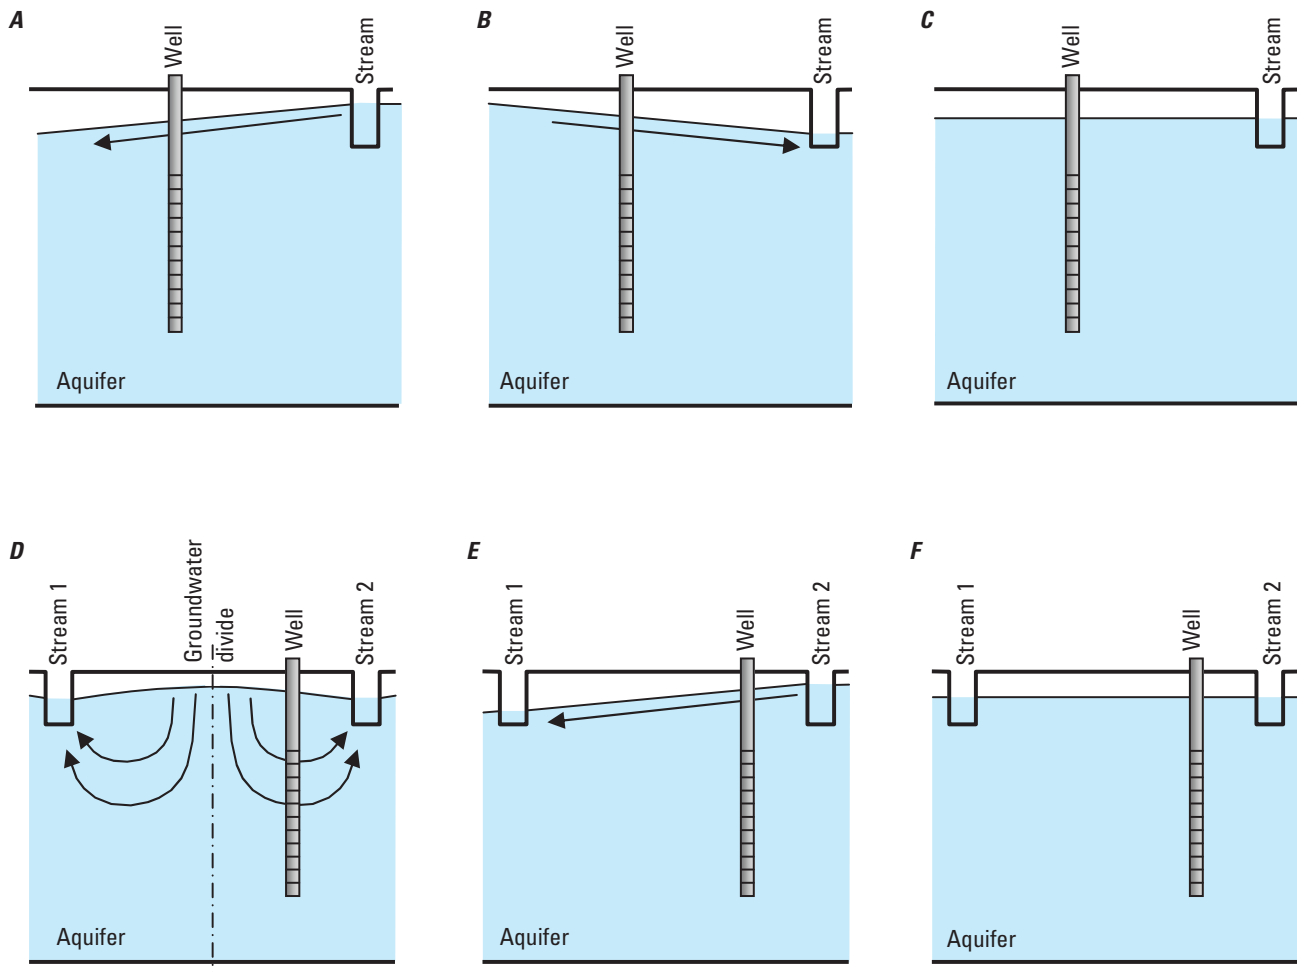 A
Well
Stream
Aquifer
B
Well
Stream
Aquifer
C
Well
Stream
Aquifer
D
Stream 1
Groundwater
divide
Well
Stream 2
Aquifer
E
Stream 1
Well
Stream 2
Aquifer
F
Stream 1
Well
Stream 2
Aquifer